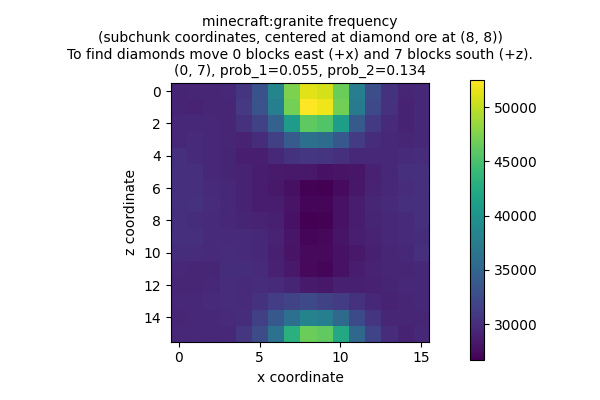 minecraft:granite frequency
(subchunk coordinates, centered at diamond ore at (8, 8))
To find diamonds move 0 blocks east (+x) and 7 blocks south (+z).
(0, 7), prob_1=0.055, prob_2=0.134
0
2
4
6
8
10
12
14
z coordinate
0
5
10
15
x coordinate
50000
45000
40000
35000
30000